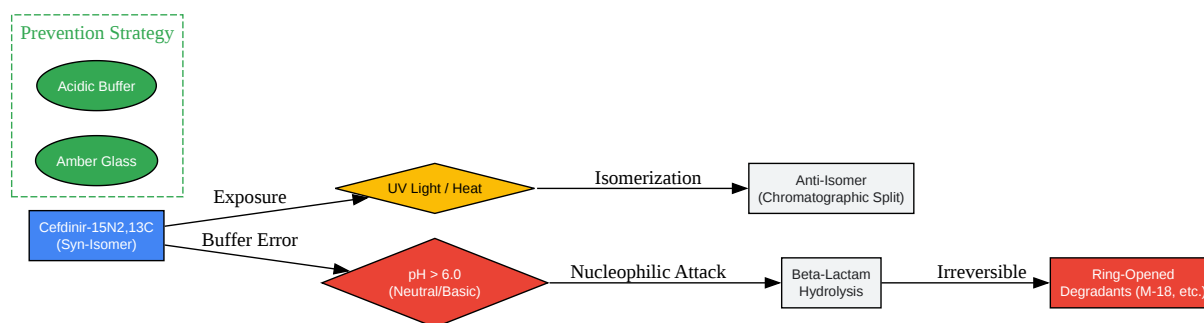 Prevention Strategy
Acidic Buffer
Amber Glass
Cefdinir-15N2,13C
(Syn-Isomer)
Exposure
Buffer Error
UV Light / Heat
pH > 6.0
(Neutral/Basic)
Isomerization
Nucleophilic Attack
Anti-Isomer
(Chromatographic Split)
Beta-Lactam
Hydrolysis
Irreversible
Ring-Opened
Degradants (M-18, etc.)